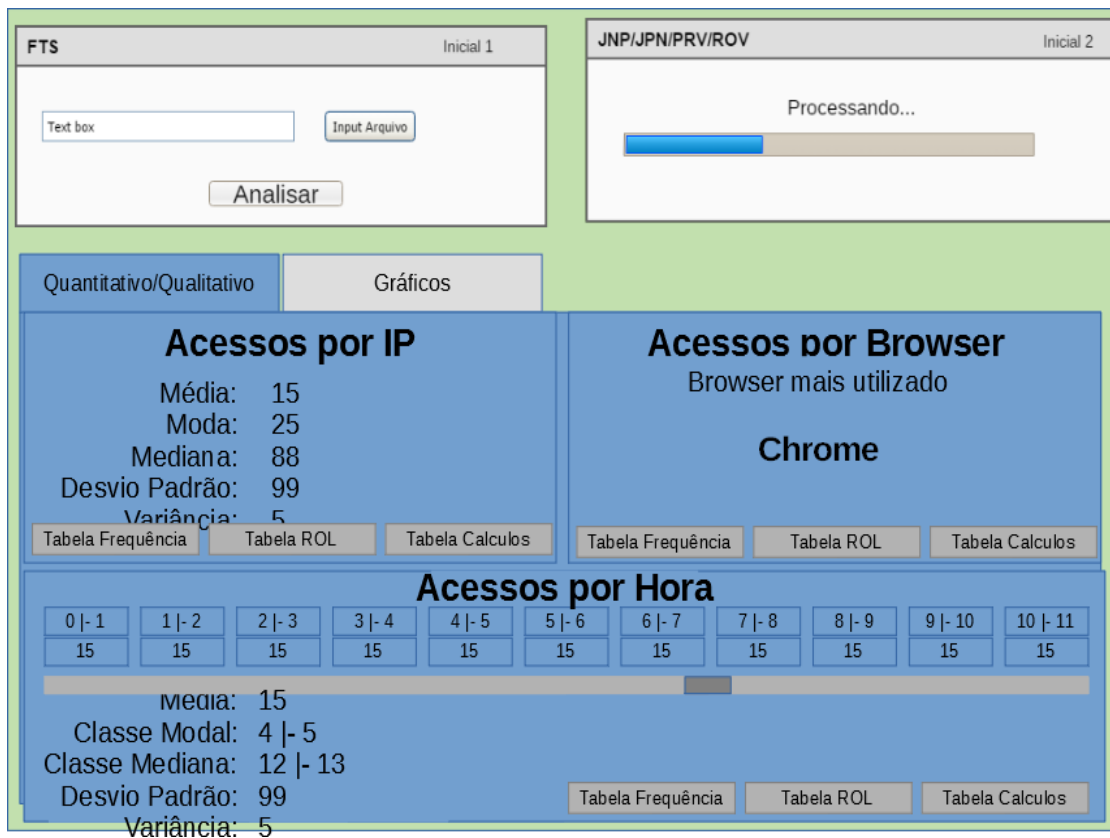 FTS Inicial 1
Text box Input Arquivo
Analisar
JNP/JPN/PRV/ROV Inicial 2
Processando...
Quantitativo/Qualitativo Gráficos
Acessos por IP
Média: 15
Moda: 25
Mediana: 88
Desvio Padrão: 99
Variância: 5
Tabela Frequência Tabela ROL Tabela Calculos
Acessos por Browser
Browser mais utilizado
Chrome
Tabela Frequência Tabela ROL Tabela Calculos
Acessos por Hora
0 |- 1 1 |- 2 2 |- 3 3 |- 4 4 |- 5 5 |- 6 6 |- 7 7 |- 8 8 |- 9 9 |- 10 10 |- 11
15 15 15 15 15 15 15 15 15 15 15
Média: 15
Classe Modal: 4 |- 5
Classe Mediana: 12 |- 13
Desvio Padrão: 99
Variância: 5
Tabela Frequência Tabela ROL Tabela Calculos